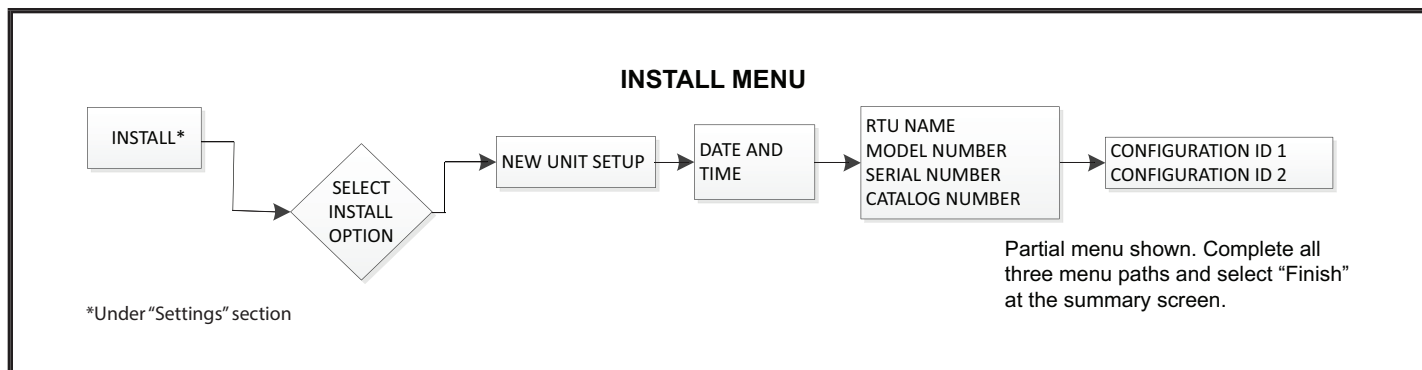 INSTALL MENU
INSTALL*
SELECT
INSTALL
OPTION
NEW UNIT SETUP
DATE AND
TIME
RTU NAME
MODEL NUMBER
SERIAL NUMBER
CATALOG NUMBER
CONFIGURATION ID 1
CONFIGURATION ID 2
Partial menu shown. Complete all
three menu paths and select “Finish”
at the summary screen.
*Under “Settings” section